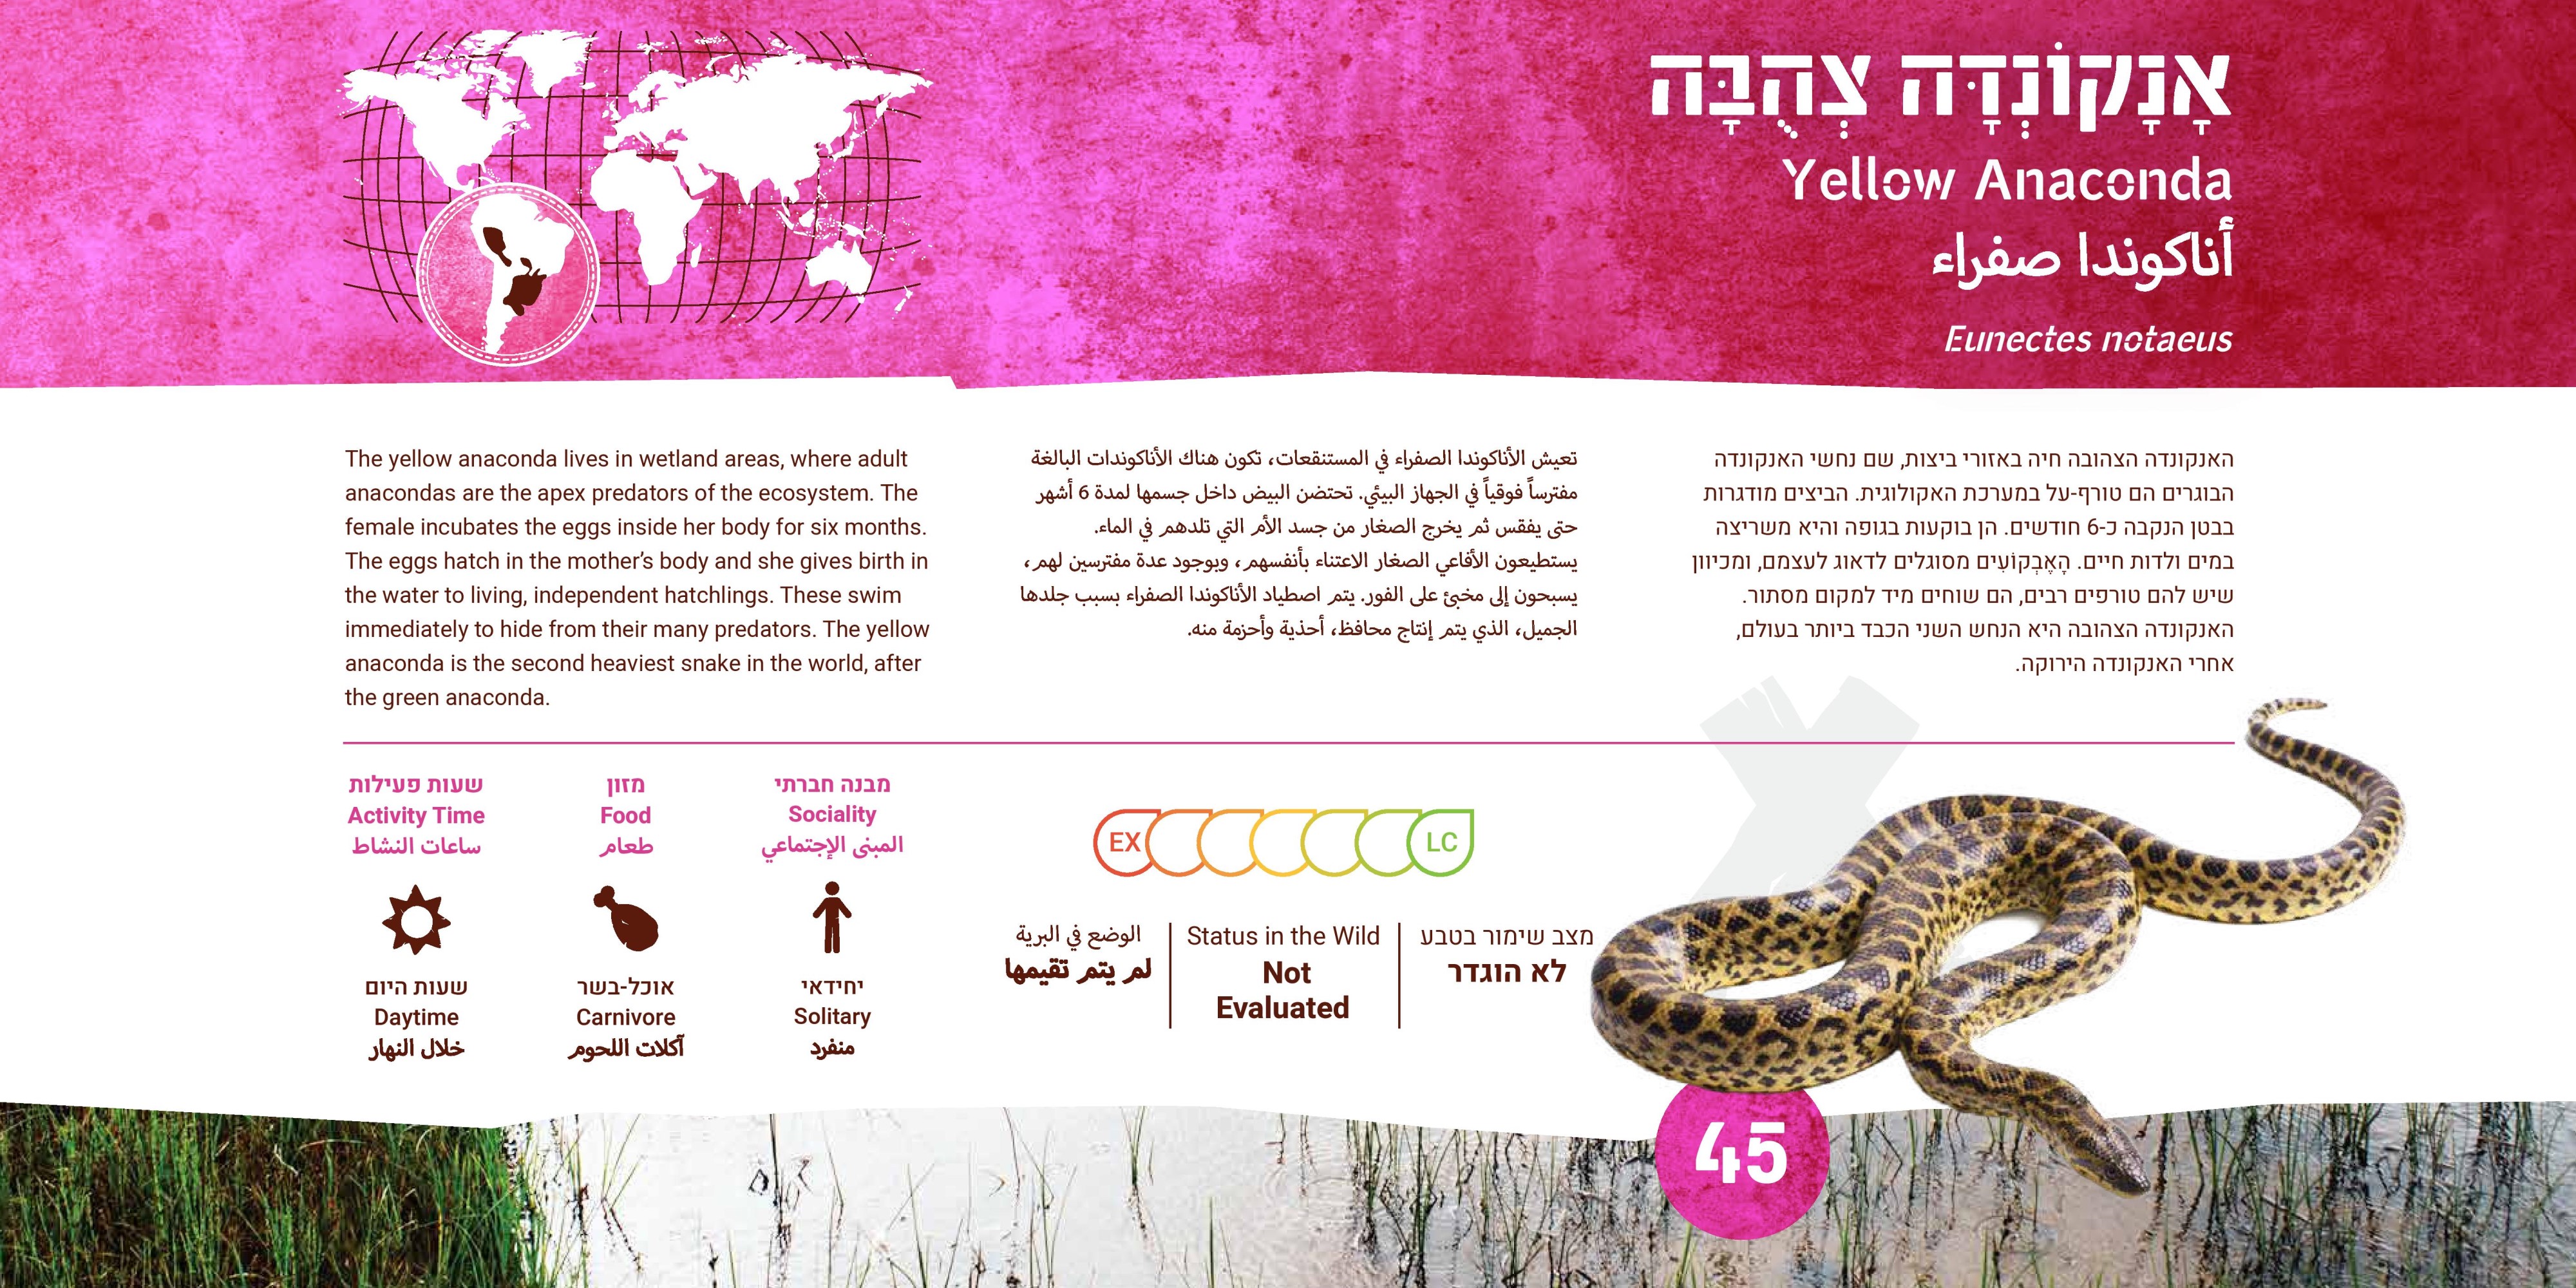 אָנָקוֹנְדָּה צְהֻבָּה
Yellow Anaconda
أناكوندا صفراء
Eunectes notaeus
The yellow anaconda lives in wetland areas, where adult
anacondas are the apex predators of the ecosystem. The
female incubates the eggs inside her body for six months.
The eggs hatch in the mother's body and she gives birth in
the water to living, independent hatchlings. These swim
immediately to hide from their many predators. The yellow
anaconda is the second heaviest snake in the world, after
the green anaconda.
تعيش الأناكوندا الصفراء في المستنقعات، تكون هناك الأناكوندات البالغة
مفترساً فوقياً في الجهاز البيئي. تحتضن البيض داخل جسمها لمدة 6 أشهر
حتى يفقس ثم يخرج الصغار من جسد الأم التي تلدهم في الماء.
يستطيعون الأفاعي الصغار الاعتناء بأنفسهم، وبوجود عدة مفترسين لهم،
يسبحون إلى مخبئ على الفور. يتم اصطياد الأناكوندا الصفراء بسبب جلدها
الجميل، الذي يتم إنتاج محافظ، أحذية وأحزمة منه.
האנקונדה הצהובה חיה באזורי ביצות, שם נחשי האנקונדה
הבוגרים הם טורף-על במערכת האקולוגית. הביצים מודגרות
בבטן הנקבה כ-6 חודשים. הן בוקעות בגופה והיא משריצה
במים ולדות חיים. הָאֶבְקוֹעִים מסוגלים לדאוג לעצמם, ומכיוון
שיש להם טורפים רבים, הם שוחים מיד למקום מסתור.
האנקונדה הצהובה היא הנחש השני הכבד ביותר בעולם,
אחרי האנקונדה הירוקה.
שעות פעילות
Activity Time
ساعات النشاط
שעות היום
Daytime
خلال النهار
מזון
Food
طعام
אוכל-בשר
Carnivore
آكلات اللحوم
מבנה חברתי
Sociality
المبنى الإجتماعي
יחידאי
Solitary
منفرد
EX
LC
الوضع في البرية
لم يتم تقيمها
Status in the Wild
Not
Evaluated
מצב שימור בטבע
לא הוגדר
45